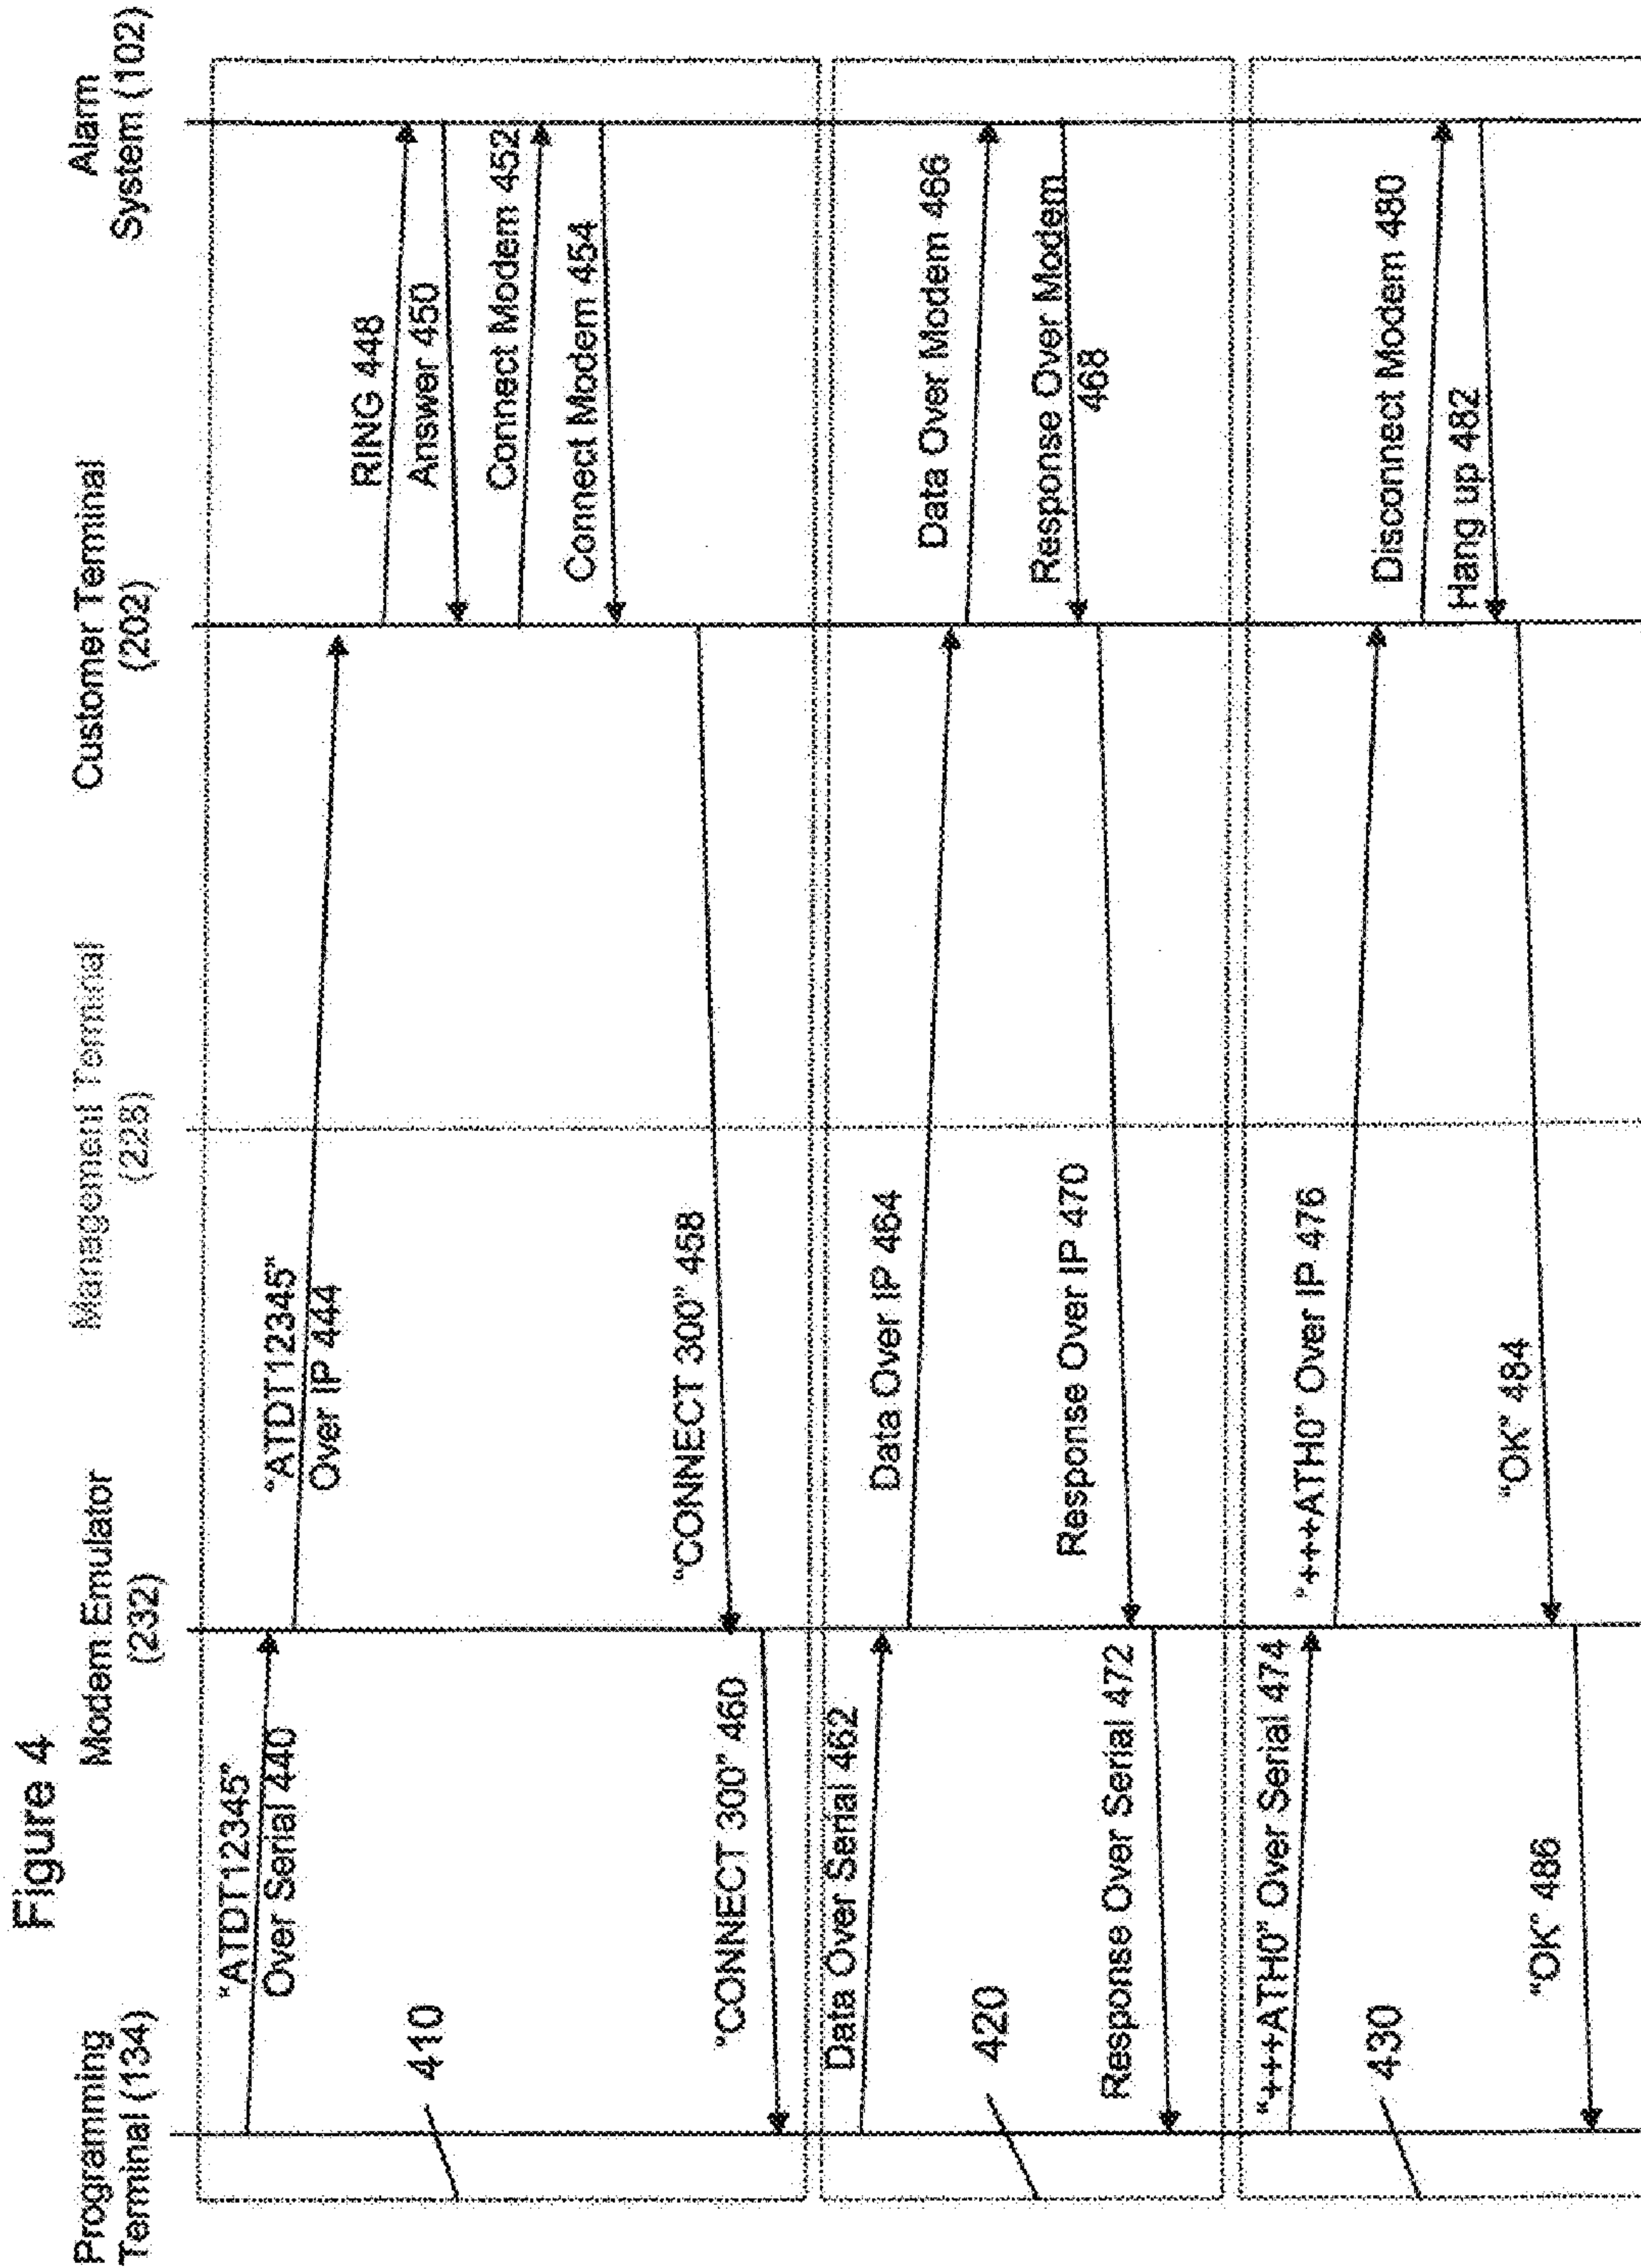 Figure 4
Programming
Terminal (134)
Modem Emulator
(232)
Management Terminal
(228)
Customer Terminal
(202)
Alarm
System (102)
"ATDT12345"
Over Serial 440
"ATDT12345"
Over IP 444
RING 448
Answer 450
Connect Modem 452
Connect Modem 454
410
"CONNECT 300" 458
"CONNECT 300" 460
Data Over Serial 462
Data Over IP 464
Data Over Modem 466
Response Over Modem
468
420
Response Over IP 470
Response Over Serial 472
"+++ATH0" Over Serial 474
"+++ATH0" Over IP 476
Disconnect Modem 480
Hang up 482
430
"OK" 484
"OK" 486